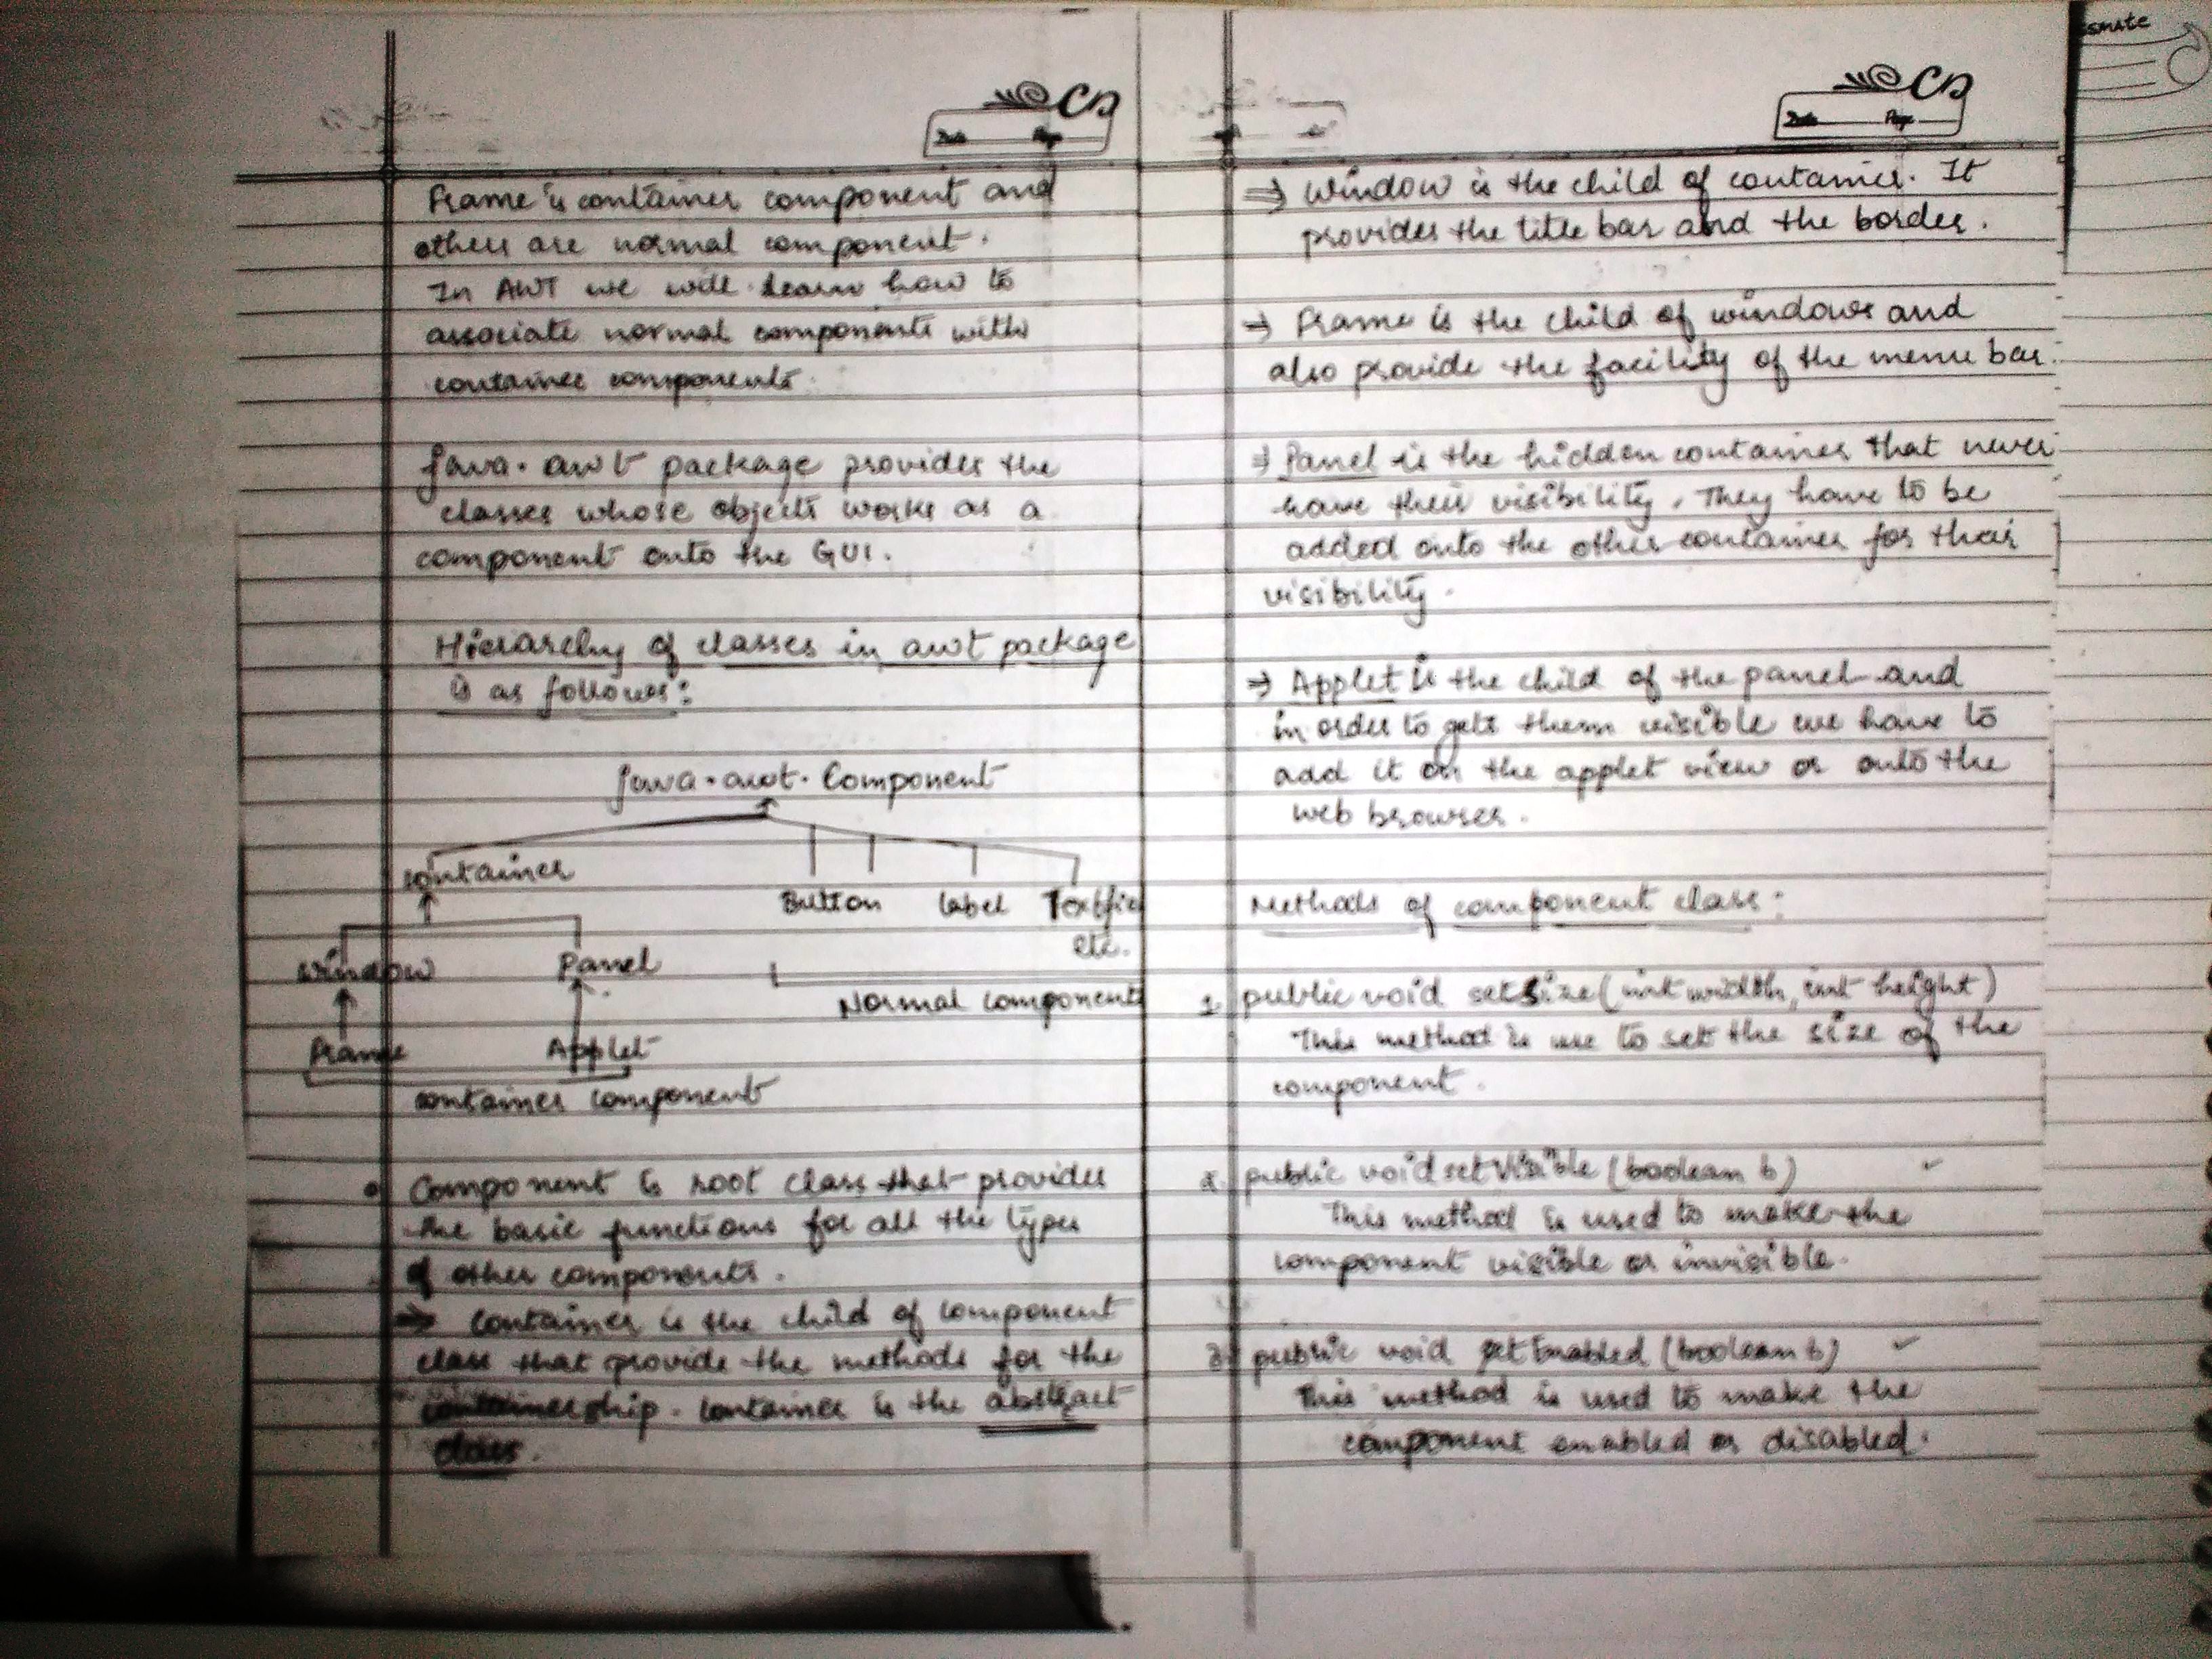 Date Page
Frame is container component and
others are normal component.
In AWT we will learn how to
associate normal components with
container components.
Java.awt package provides the
classes whose objects works as a
component onto the GUI.
Hierarchy of classes in awt package
is as follows:
java.awt.Component
Container
Button Label Textfie
etc.
Window Panel
Normal components
Frame Applet
container component
Component is root class that provides
the basic functions for all the types
of other components.
⇒ Container is the child of component
class that provide the methods for the
containership. Container is the abstract
class.
Date Page
⇒ Window is the child of container. It
provides the title bar and the border.
⇒ Frame is the child of windows and
also provide the facility of the menu bar.
⇒ Panel is the hidden container that never
have their visibility. They have to be
added onto the other container for their
visibility.
⇒ Applet is the child of the panel and
in order to gets them visible we have to
add it on the applet view or onto the
web browser.
Methods of component class:
1. public void setSize(int width, int height)
This method is use to set the size of the
component.
2. public void setVisible (boolean b)
This method is used to make the
component visible or invisible.
3. public void setEnabled (boolean b)
This method is used to make the
component enabled or disabled.